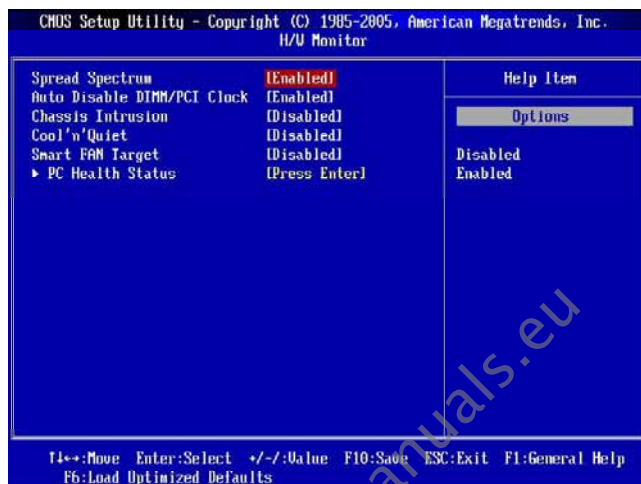 CMOS Setup Utility - Copyright (C) 1985-2005, American Megatrends, Inc.
H/W Monitor
Spread Spectrum [Enabled]
Auto Disable DIMM/PCI Clock [Enabled]
Chassis Intrusion [Disabled]
Cool'n'Quiet [Disabled]
Smart FAN Target [Disabled]
▸ PC Health Status [Press Enter]
Help Item
Options
Disabled
Enabled
↑↓←→:Move Enter:Select +/-/:Value F10:Save ESC:Exit F1:General Help
F6:Load Optimized Defaults
anuals.eu